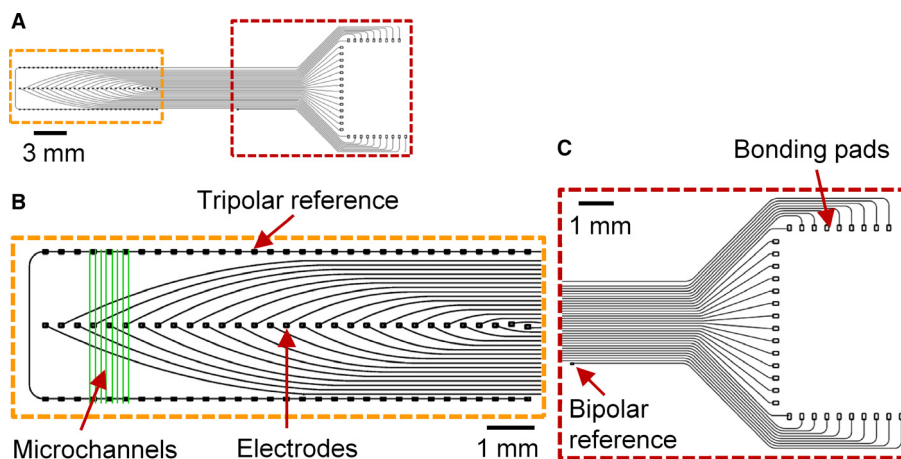 A
3 mm
C
Bonding pads
B
Tripolar reference
1 mm
Microchannels
Electrodes
1 mm
Bipolar
reference